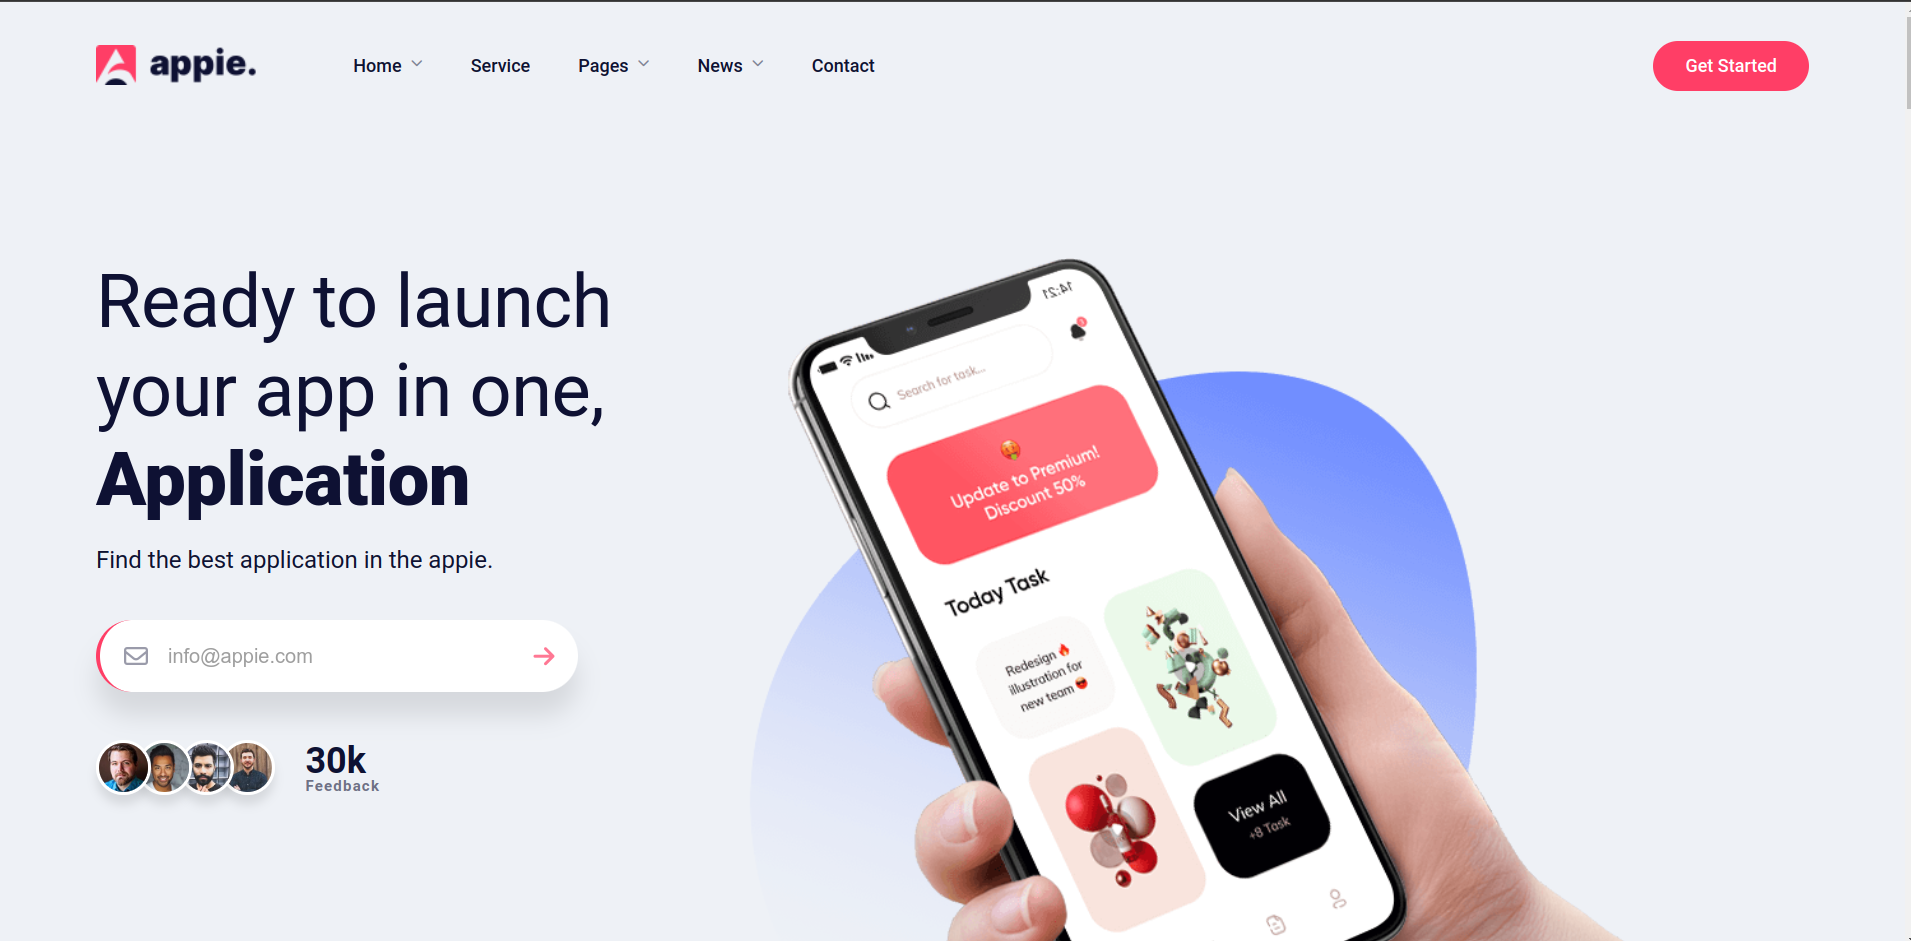 appie.
Home
Service
Pages
News
Contact
Get Started
Ready to launch
your app in one,
Application
Find the best application in the appie.
info@appie.com
30k
Feedback
14:21
Search for task...
Update to Premium!
Discount 50%
Today Task
Redesign 🔥
illustration for
new team 😎
View All
+8 Task